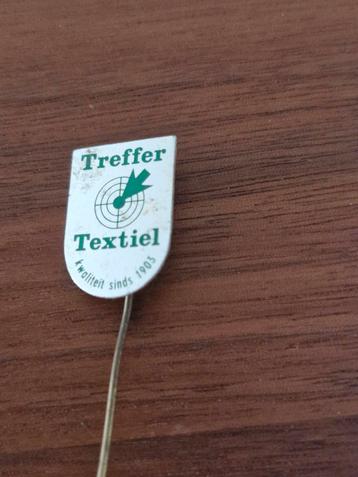 Treffer
Textiel
kwaliteit sinds 1903